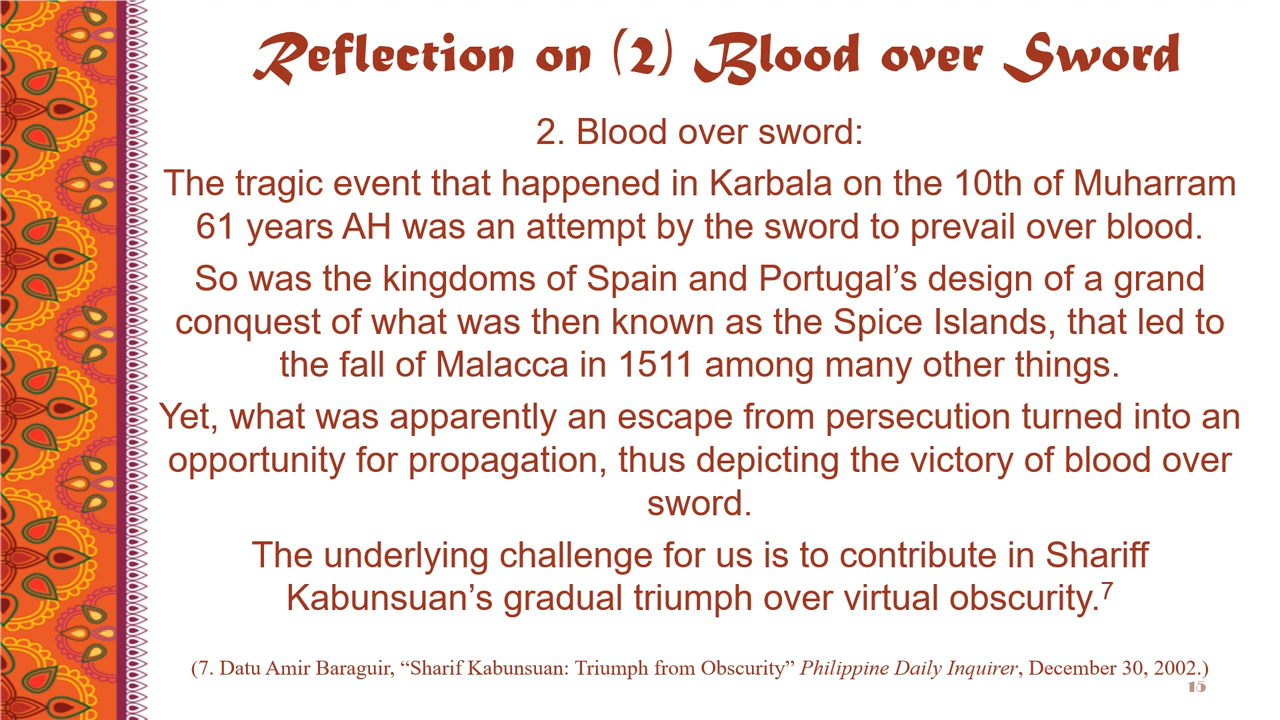 Reflection on (2) Blood over Sword
2. Blood over sword:
The tragic event that happened in Karbala on the 10th of Muharram
61 years AH was an attempt by the sword to prevail over blood.
So was the kingdoms of Spain and Portugal’s design of a grand
conquest of what was then known as the Spice Islands, that led to
the fall of Malacca in 1511 among many other things.
Yet, what was apparently an escape from persecution turned into an
opportunity for propagation, thus depicting the victory of blood over
sword.
The underlying challenge for us is to contribute in Shariff
Kabunsuan’s gradual triumph over virtual obscurity.⁷
(7. Datu Amir Baraguir, “Sharif Kabunsuan: Triumph from Obscurity” Philippine Daily Inquirer, December 30, 2002.)
15